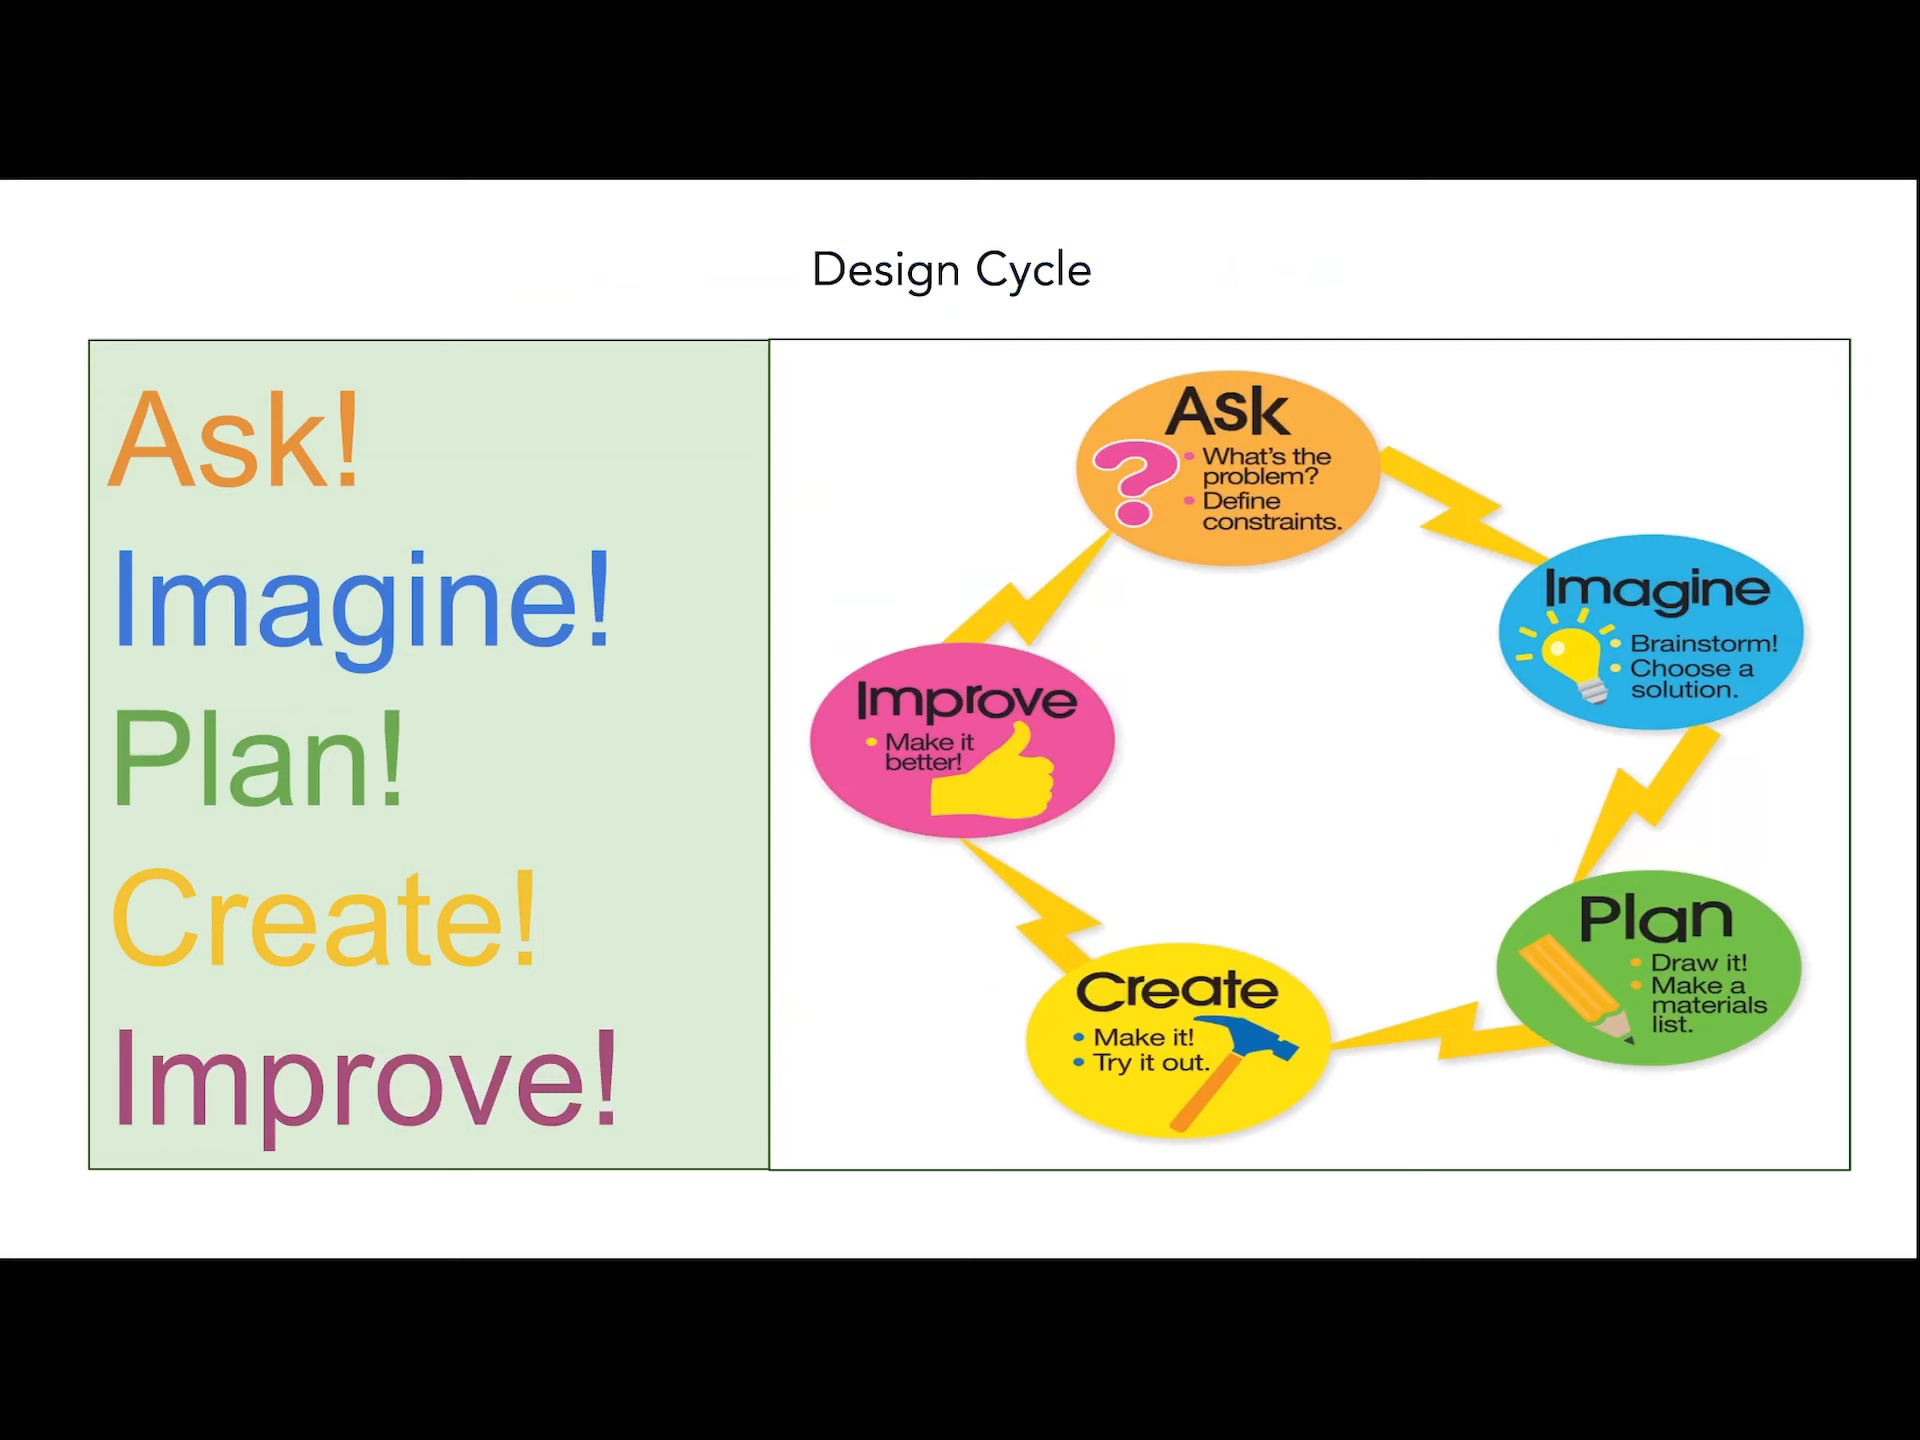 Design Cycle
Ask!
Imagine!
Plan!
Create!
Improve!
Ask
• What's the
problem?
• Define
constraints.
Imagine
• Brainstorm!
• Choose a
solution.
Plan
• Draw it!
• Make a
materials
list.
Create
• Make it!
• Try it out.
Improve
• Make it
better!